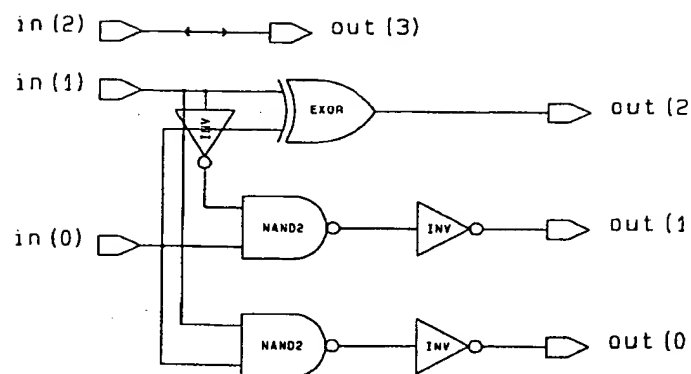 in(2) out(3)
in(1) EXOR out(2
INV
NAND2 INV out(1
in(0)
NAND2 INV out(0